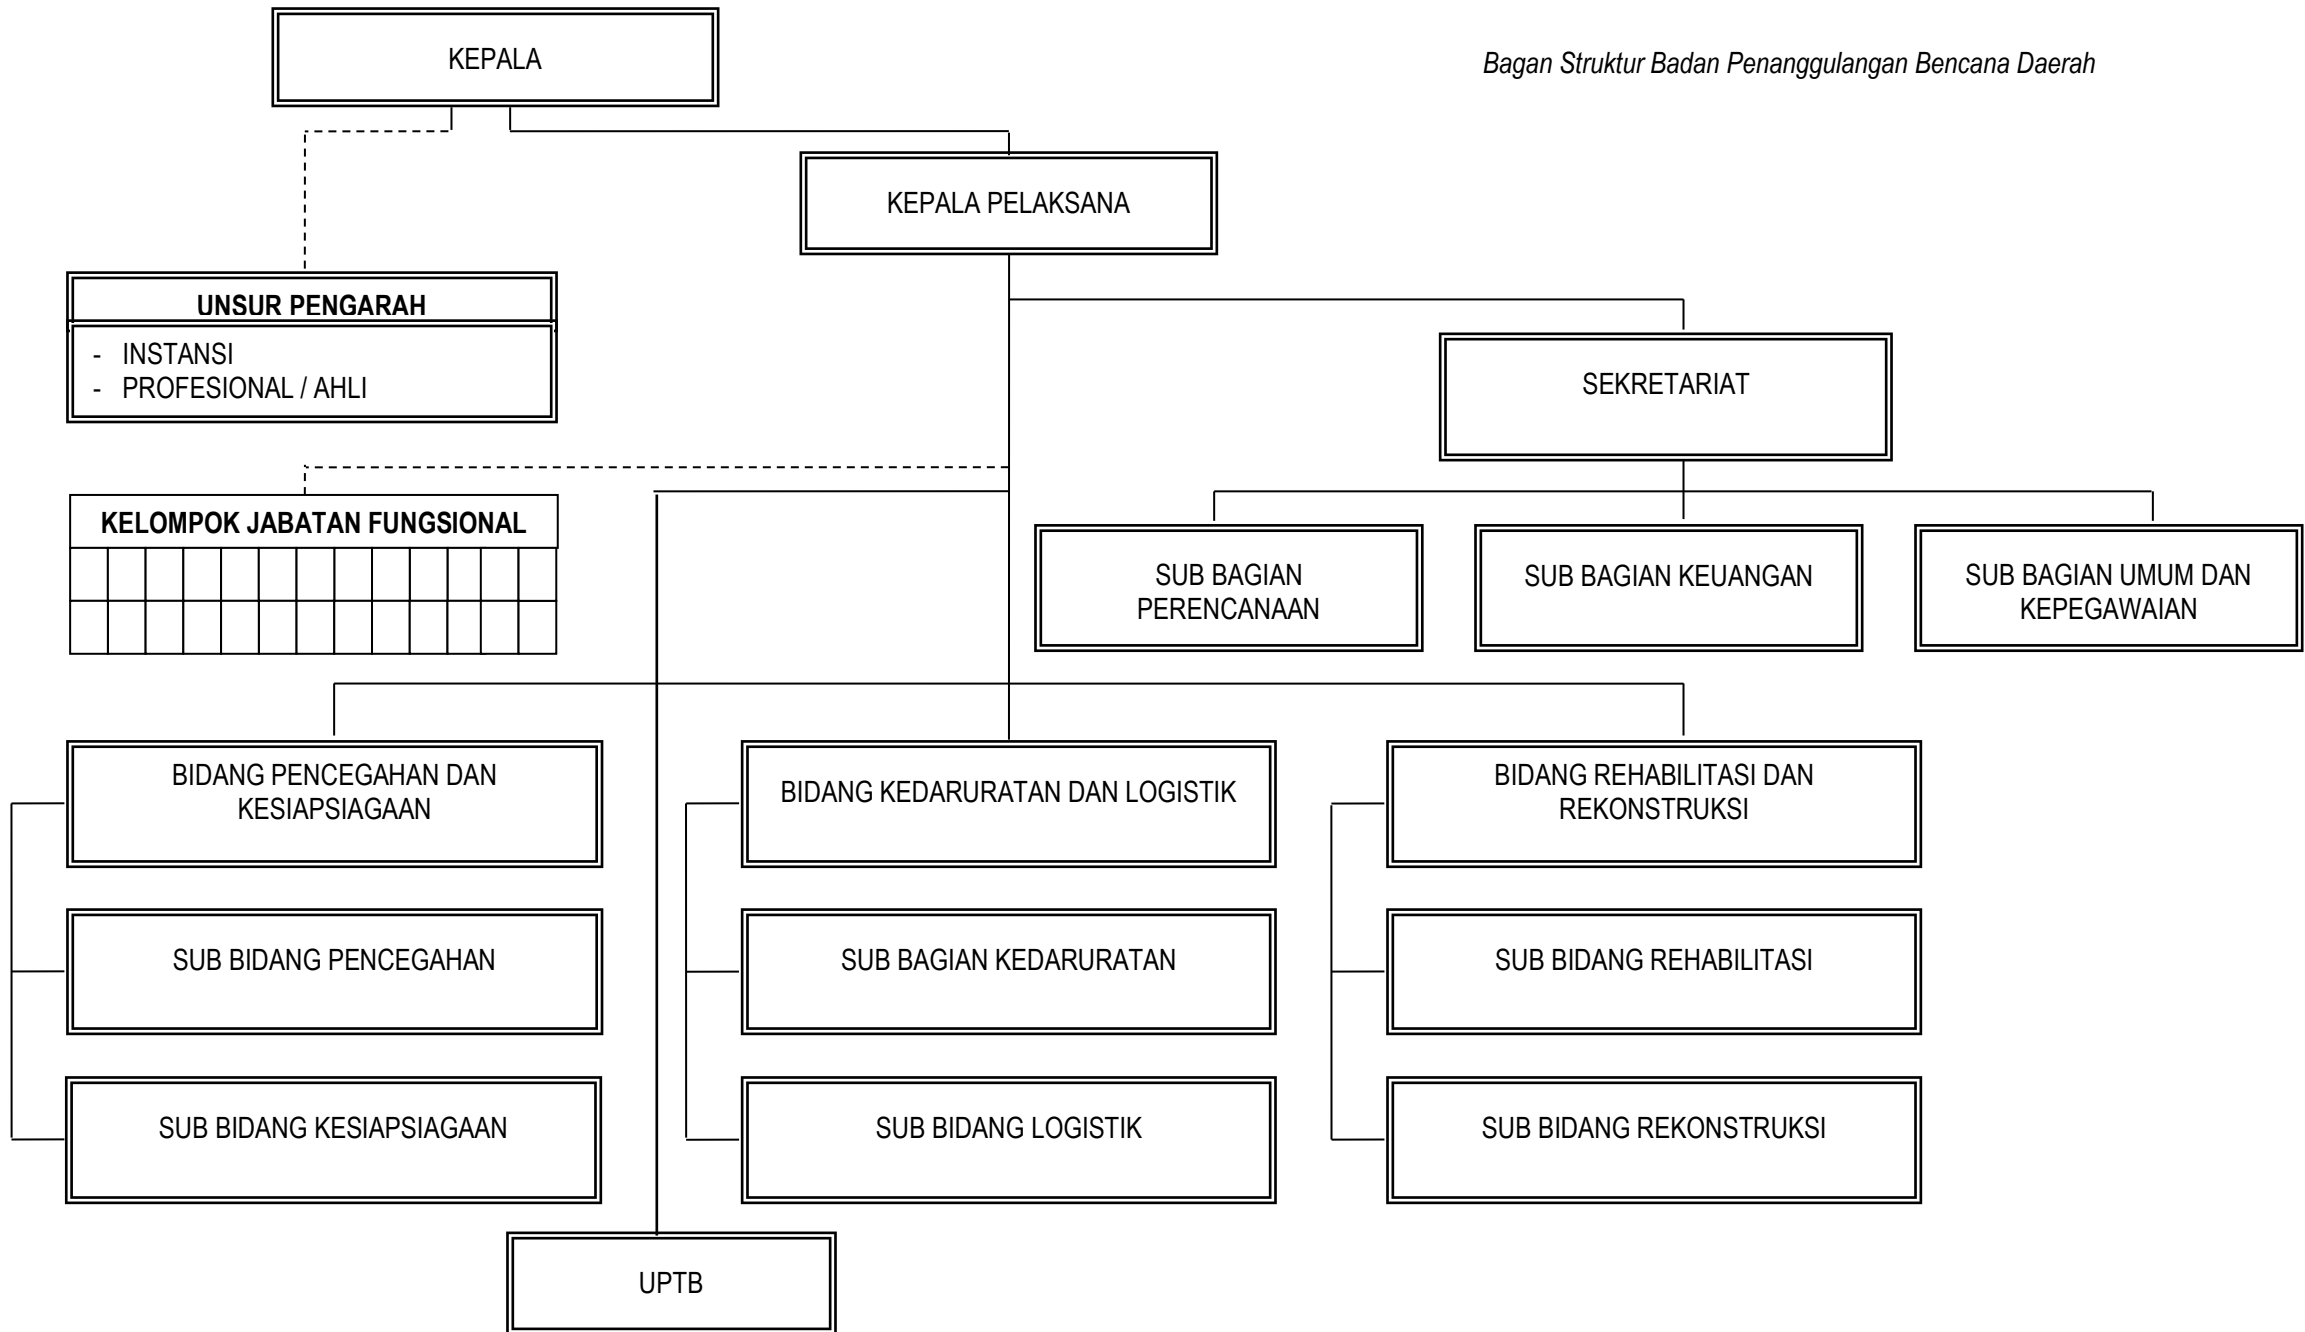 KEPALA
Bagan Struktur Badan Penanggulangan Bencana Daerah
KEPALA PELAKSANA
UNSUR PENGARAH
- INSTANSI
- PROFESIONAL / AHLI
SEKRETARIAT
KELOMPOK JABATAN FUNGSIONAL
SUB BAGIAN
PERENCANAAN
SUB BAGIAN KEUANGAN
SUB BAGIAN UMUM DAN
KEPEGAWAIAN
BIDANG PENCEGAHAN DAN
KESIAPSIAGAAN
BIDANG KEDARURATAN DAN LOGISTIK
BIDANG REHABILITASI DAN
REKONSTRUKSI
SUB BIDANG PENCEGAHAN
SUB BAGIAN KEDARURATAN
SUB BIDANG REHABILITASI
SUB BIDANG KESIAPSIAGAAN
SUB BIDANG LOGISTIK
SUB BIDANG REKONSTRUKSI
UPTB